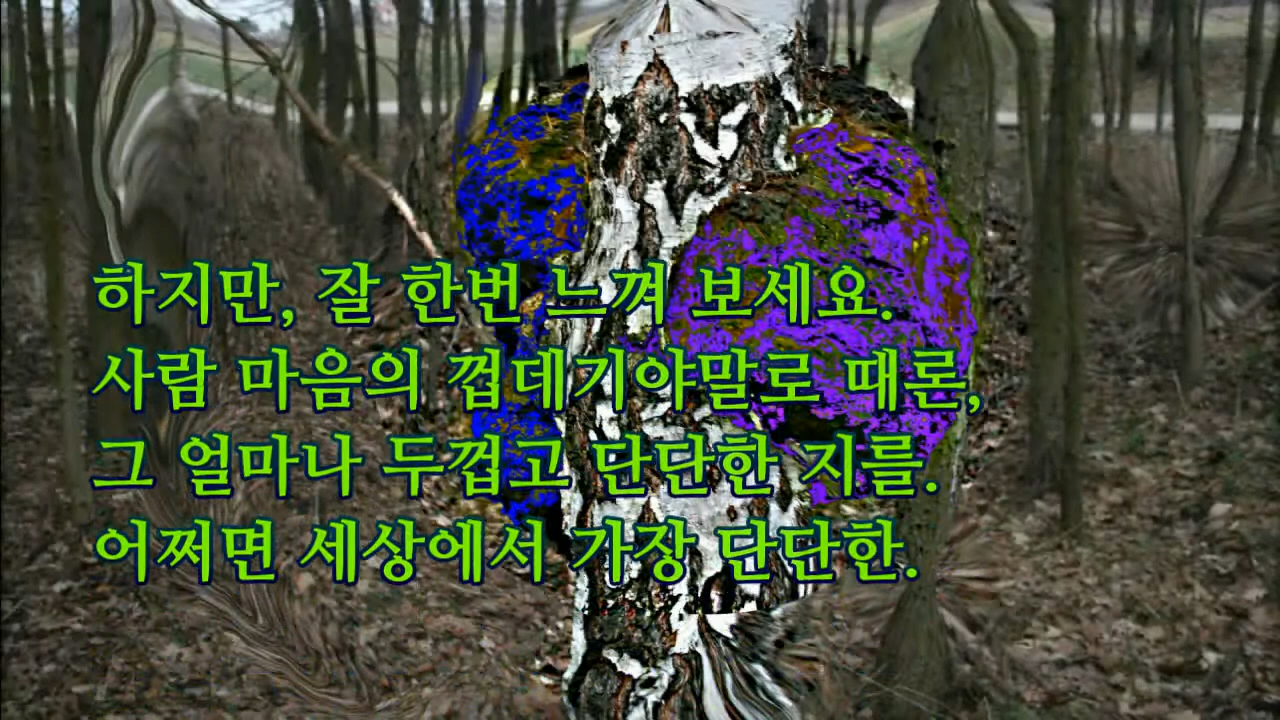 하지만, 잘 한번 느껴 보세요.
사람 마음의 껍데기야말로 때론,
그 얼마나 두껍고 단단한 지를.
어쩌면 세상에서 가장 단단한.